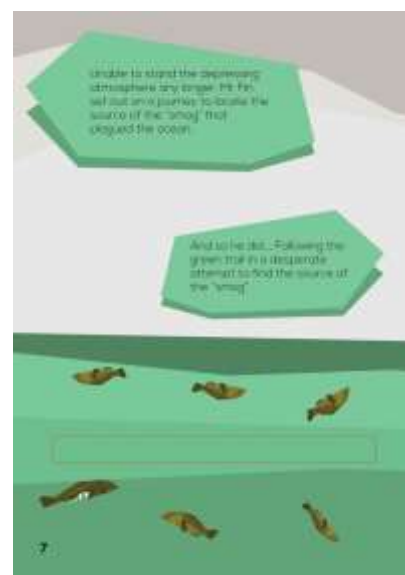 Unable to stand the depressing
atmosphere any longer. Mr Fin
set out on a journey to locate the
source of the "smog" that
plagued the ocean.
And so he did... Following the
green trail in a desperate
attempt to find the source of
the "smog"
7